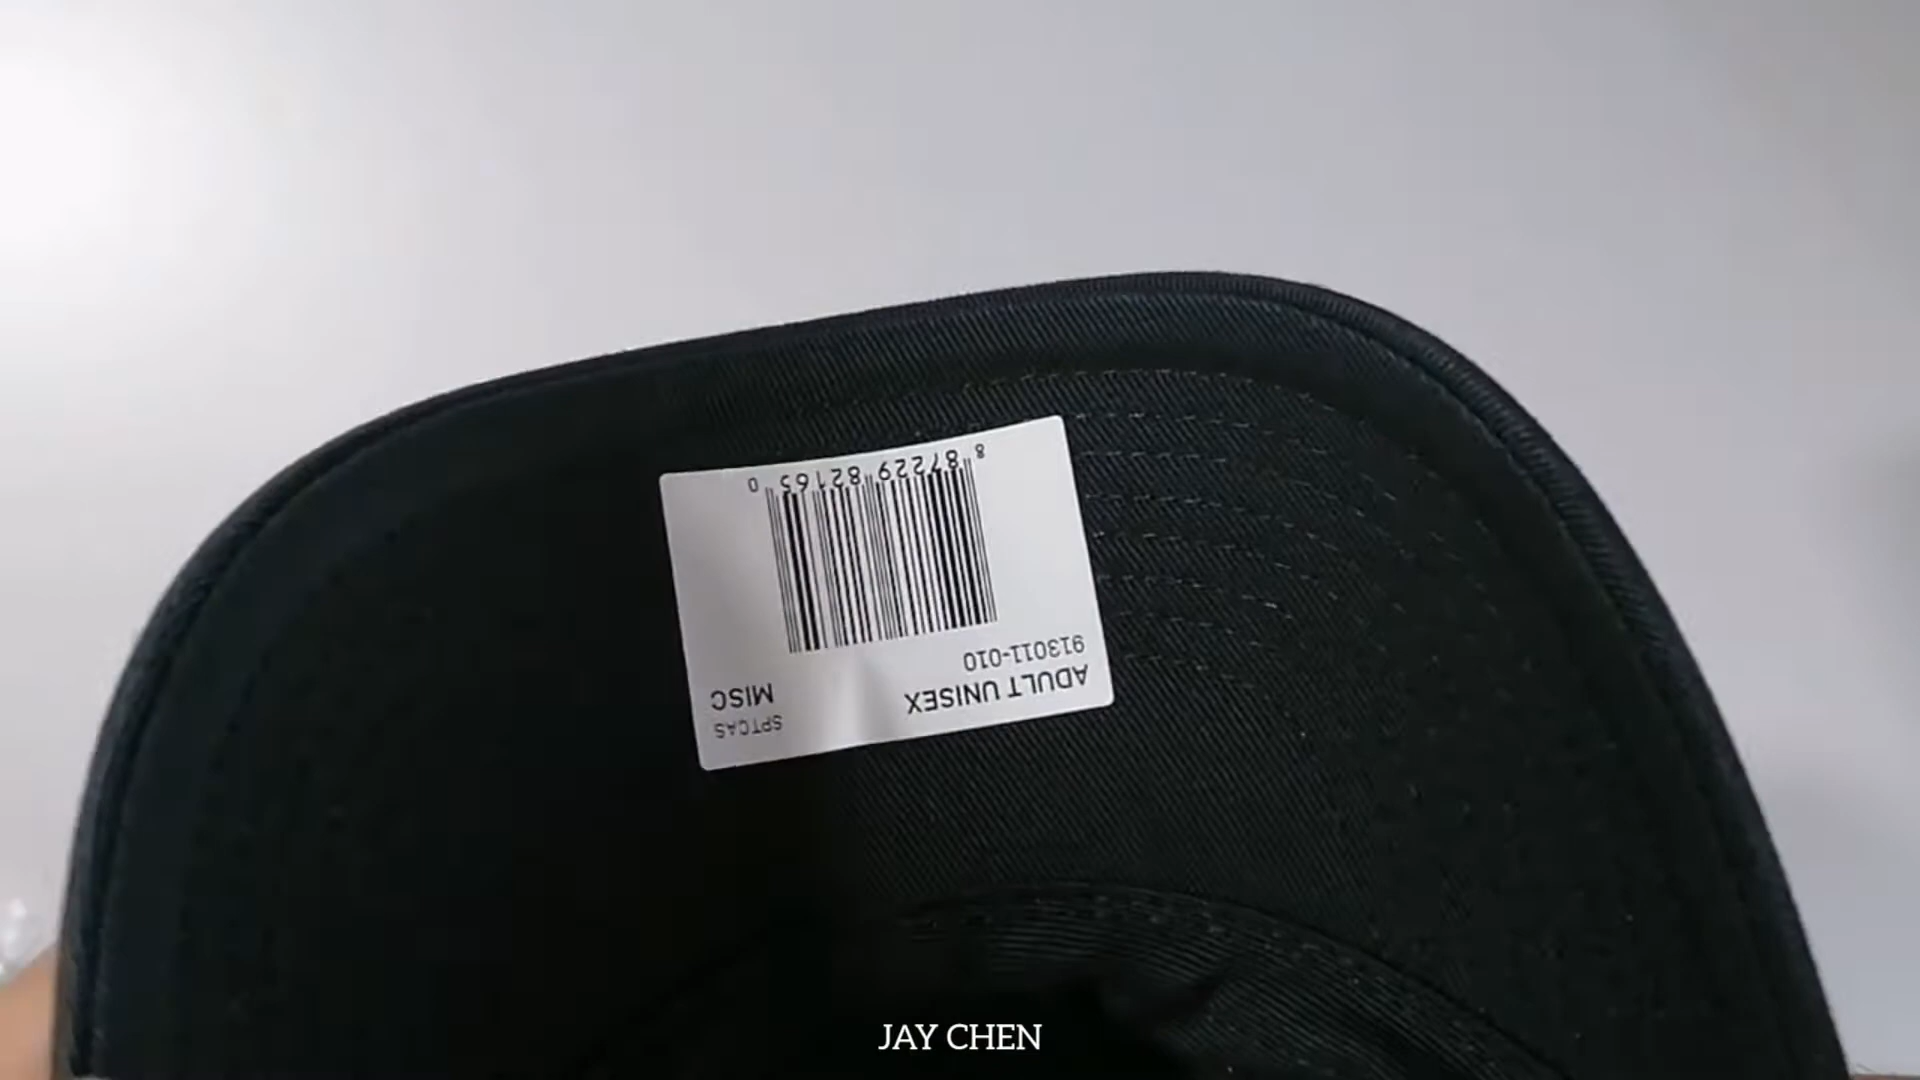 SPTCAS
ADULT UNISEX MISC
913011-010
8 87229 82165 0
JAY CHEN